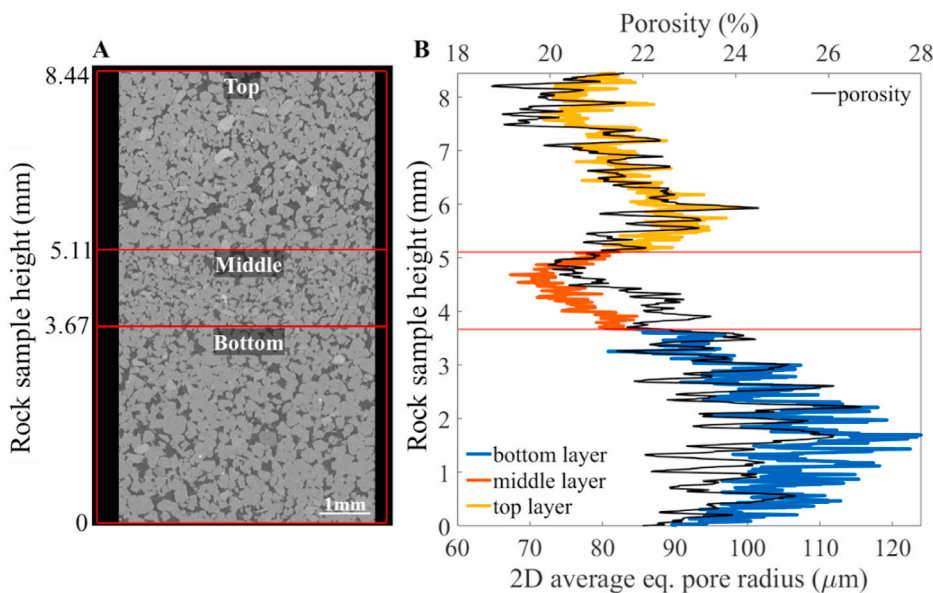 A
8.44
Top
5.11
Middle
3.67
Bottom
0
1mm
Rock sample height (mm)
B
Porosity (%)
18 20 22 24 26 28
porosity
8
7
6
5
4
3
2
1
0
Rock sample height (mm)
bottom layer
middle layer
top layer
60 70 80 90 100 110 120
2D average eq. pore radius (μm)